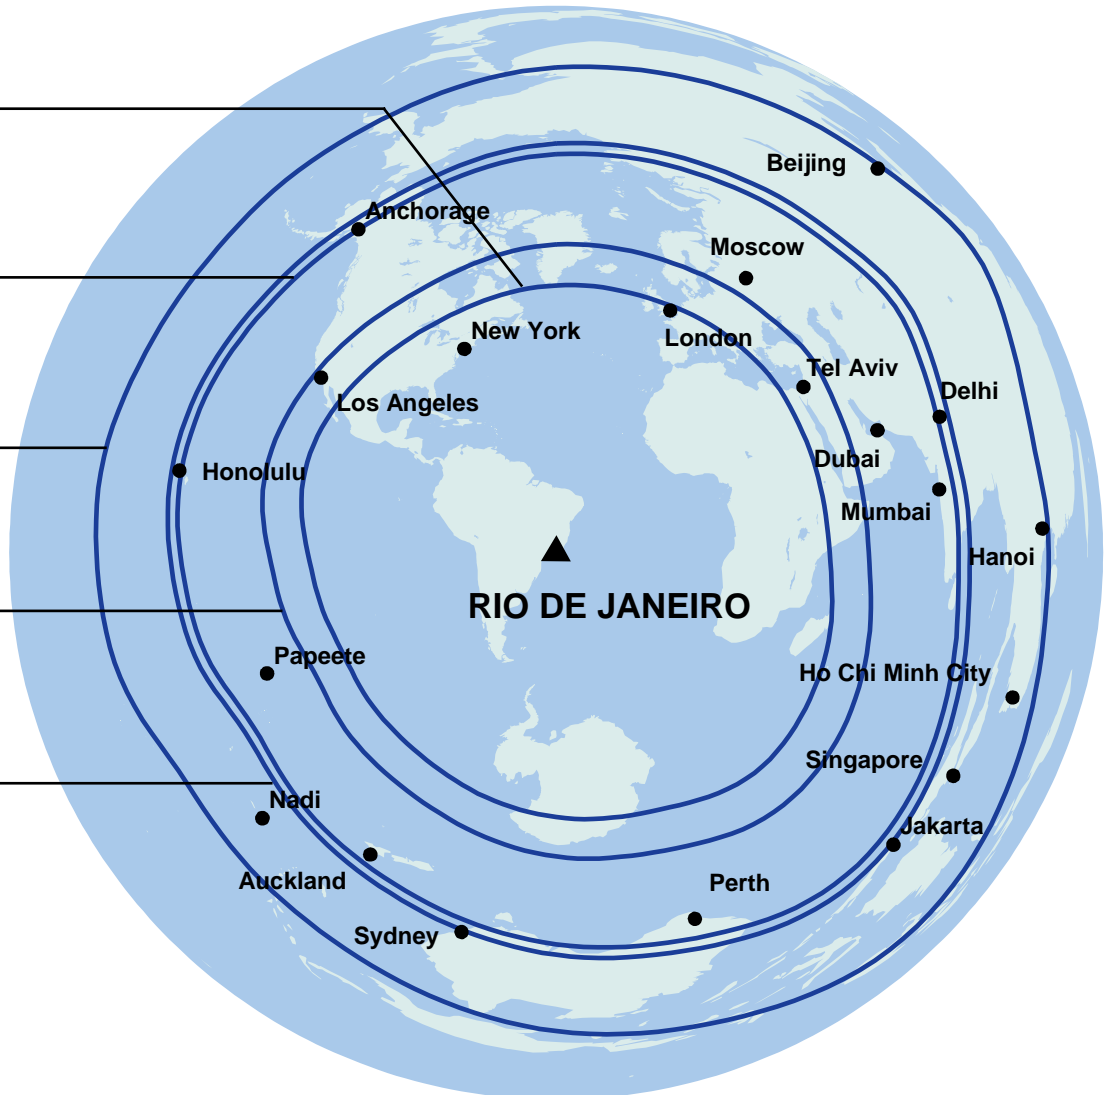 Beijing
Anchorage
Moscow
New York
London
Tel Aviv
Los Angeles
Delhi
Dubai
Honolulu
Mumbai
Hanoi
RIO DE JANEIRO
Papeete
Ho Chi Minh City
Singapore
Nadi
Jakarta
Auckland
Perth
Sydney